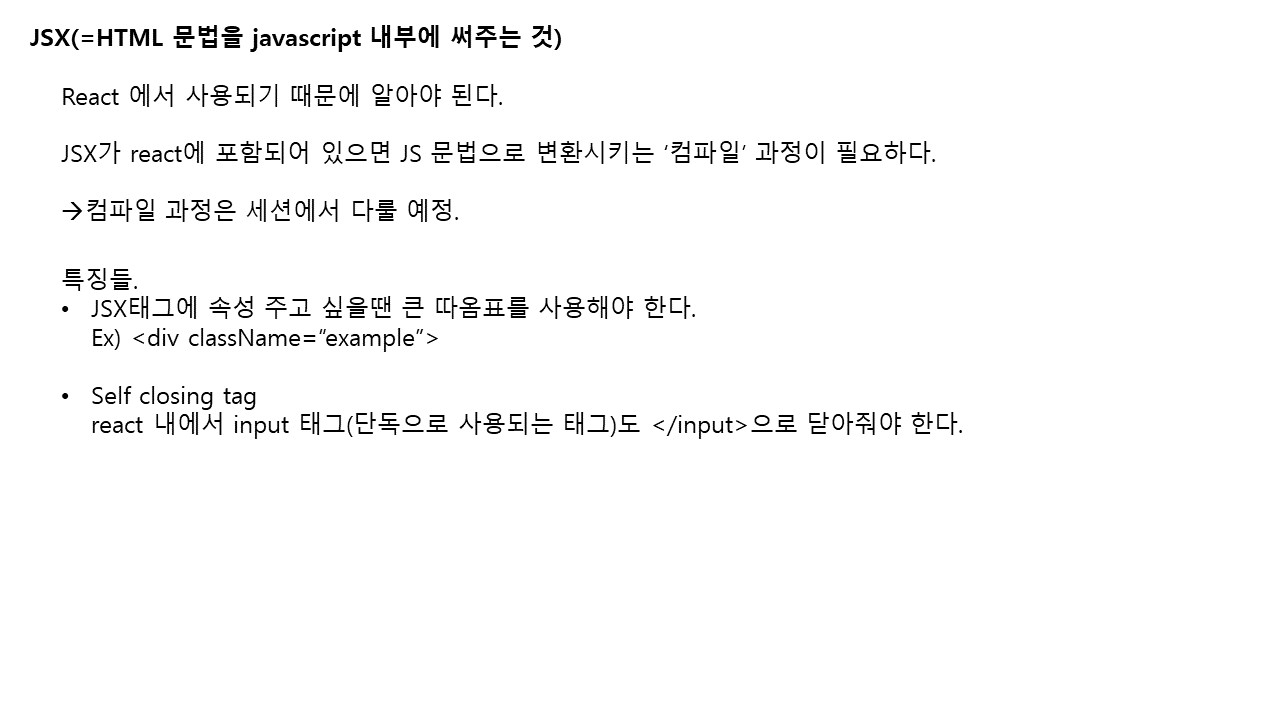 JSX(=HTML 문법을 javascript 내부에 써주는 것)
React 에서 사용되기 때문에 알아야 된다.
JSX가 react에 포함되어 있으면 JS 문법으로 변환시키는 ‘컴파일’ 과정이 필요하다.
→컴파일 과정은 세션에서 다룰 예정.
특징들.
• JSX태그에 속성 주고 싶을땐 큰 따옴표를 사용해야 한다.
Ex) <div className=”example”>
• Self closing tag
react 내에서 input 태그(단독으로 사용되는 태그)도 </input>으로 닫아줘야 한다.